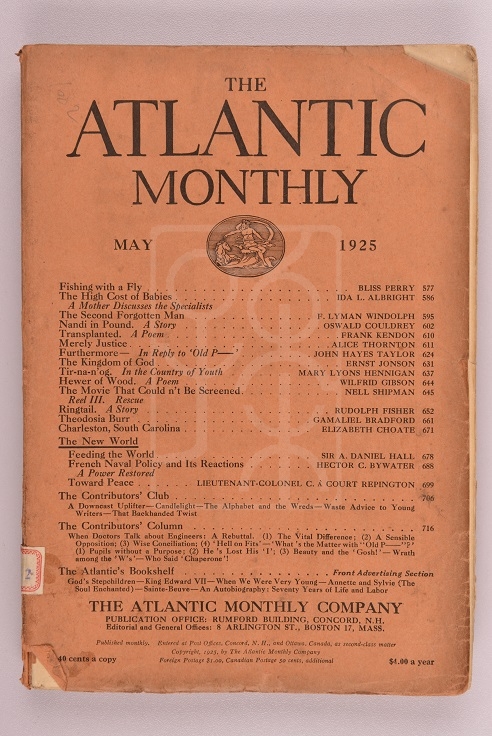 THE
ATLANTIC
MONTHLY
MAY 1925
Fishing with a Fly . . . . . . . . . . BLISS PERRY 577
The High Cost of Babies . . . . . . . . . . IDA L. ALBRIGHT 586
A Mother Discusses the Specialists
The Second Forgotten Man . . . . . . . . . . F. LYMAN WINDOLPH 595
Nandi in Pound. A Story . . . . . . . . . . OSWALD COULDREY 602
Transplanted. A Poem . . . . . . . . . . FRANK KENDON 610
Merely Justice . . . . . . . . . . ALICE THORNTON 611
Furthermore— In Reply to 'Old P—' . . . . . . . . . . JOHN HAYES TAYLOR 624
The Kingdom of God . . . . . . . . . . ERNST JONSON 631
Tir-na-n'og. In the Country of Youth . . . . . . . . . . MARY LYONS HENNIGAN 637
Hewer of Wood. A Poem . . . . . . . . . . WILFRID GIBSON 644
The Movie That Could n't Be Screened . . . . . . . . . . NELL SHIPMAN 645
Reel III. Rescue
Ringtail. A Story . . . . . . . . . . RUDOLPH FISHER 652
Theodosia Burr . . . . . . . . . . GAMALIEL BRADFORD 661
Charleston, South Carolina . . . . . . . . . . ELIZABETH CHOATE 671
The New World
Feeding the World . . . . . . . . . . SIR A. DANIEL HALL 678
French Naval Policy and Its Reactions . . . . . . . . . . HECTOR C. BYWATER 688
A Power Restored
Toward Peace . . . . . . . . . . LIEUTENANT-COLONEL C. à COURT REPINGTON 699
The Contributors' Club 706
A Downcast Uplifter—Candlelight—The Alphabet and the Wreds—Waste Advice to Young
Writers—That Backhanded Twist
The Contributors' Column 716
When Doctors Talk about Engineers: A Rebuttal. (1) The Vital Difference; (2) A Sensible
Opposition; (3) Wise Conciliation; (4) 'Hell on Fits'—'What's the Matter with "Old P—"?'
(1) Pupils without a Purpose; (2) He's Lost His 'I'; (3) Beauty and the 'Gosh!'—Wrath
among the 'W's'—Who Said 'Chaperone'!
The Atlantic's Bookshelf . . . . . . . . . . Front Advertising Section
God's Stepchildren—King Edward VII—When We Were Very Young—Annette and Sylvie (The
Soul Enchanted)—Sainte-Beuve—An Autobiography: Seventy Years of Life and Labor
THE ATLANTIC MONTHLY COMPANY
PUBLICATION OFFICE: RUMFORD BUILDING, CONCORD, N.H.
Editorial and General Offices: 8 ARLINGTON ST., BOSTON 17, MASS.
Published monthly. Entered at Post Offices, Concord, N. H., and Ottawa, Canada, as second-class matter
Copyright, 1925, by The Atlantic Monthly Company
40 cents a copy Foreign Postage $1.00, Canadian Postage 50 cents, additional $4.00 a year